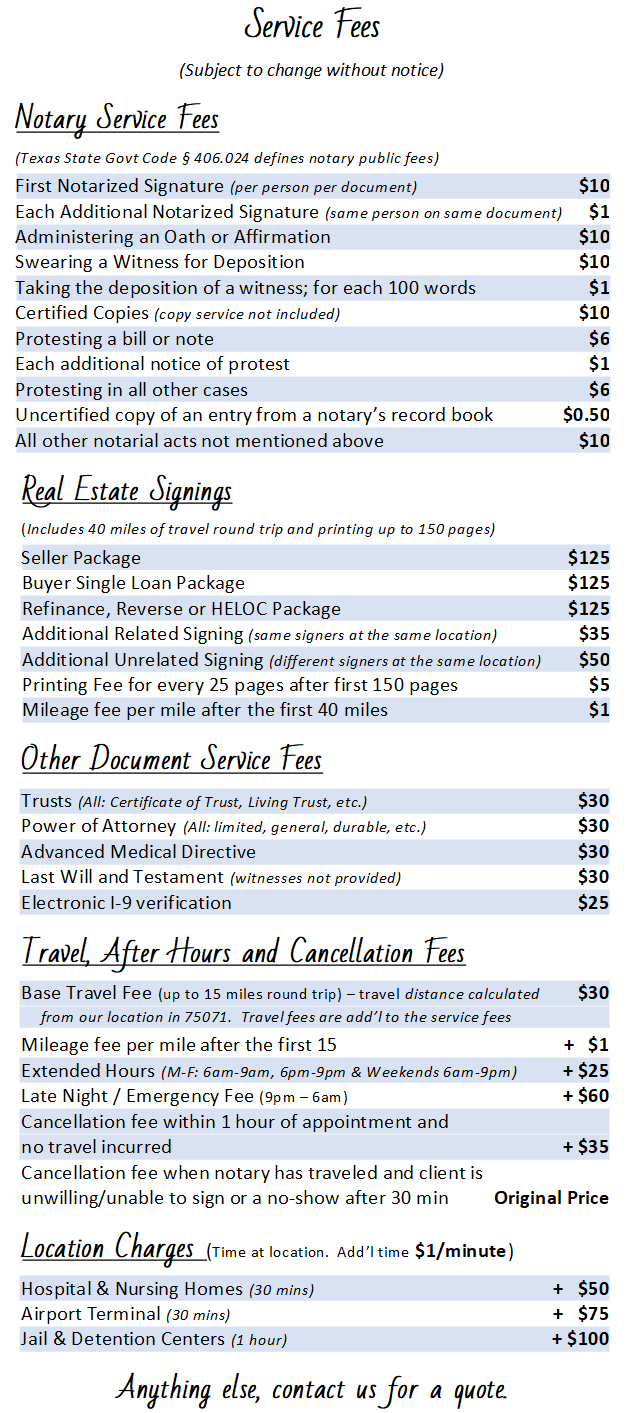 Service Fees
(Subject to change without notice)
Notary Service Fees
(Texas State Govt Code § 406.024 defines notary public fees)
First Notarized Signature (per person per document) $10
Each Additional Notarized Signature (same person on same document) $1
Administering an Oath or Affirmation $10
Swearing a Witness for Deposition $10
Taking the deposition of a witness; for each 100 words $1
Certified Copies (copy service not included) $10
Protesting a bill or note $6
Each additional notice of protest $1
Protesting in all other cases $6
Uncertified copy of an entry from a notary’s record book $0.50
All other notarial acts not mentioned above $10
Real Estate Signings
(Includes 40 miles of travel round trip and printing up to 150 pages)
Seller Package $125
Buyer Single Loan Package $125
Refinance, Reverse or HELOC Package $125
Additional Related Signing (same signers at the same location) $35
Additional Unrelated Signing (different signers at the same location) $50
Printing Fee for every 25 pages after first 150 pages $5
Mileage fee per mile after the first 40 miles $1
Other Document Service Fees
Trusts (All: Certificate of Trust, Living Trust, etc.) $30
Power of Attorney (All: limited, general, durable, etc.) $30
Advanced Medical Directive $30
Last Will and Testament (witnesses not provided) $30
Electronic I-9 verification $25
Travel, After Hours and Cancellation Fees
Base Travel Fee (up to 15 miles round trip) – travel distance calculated $30
from our location in 75071. Travel fees are add’l to the service fees
Mileage fee per mile after the first 15 + $1
Extended Hours (M-F: 6am-9am, 6pm-9pm & Weekends 6am-9pm) + $25
Late Night / Emergency Fee (9pm – 6am) + $60
Cancellation fee within 1 hour of appointment and
no travel incurred + $35
Cancellation fee when notary has traveled and client is
unwilling/unable to sign or a no-show after 30 min Original Price
Location Charges (Time at location. Add’l time $1/minute)
Hospital & Nursing Homes (30 mins) + $50
Airport Terminal (30 mins) + $75
Jail & Detention Centers (1 hour) + $100
Anything else, contact us for a quote.